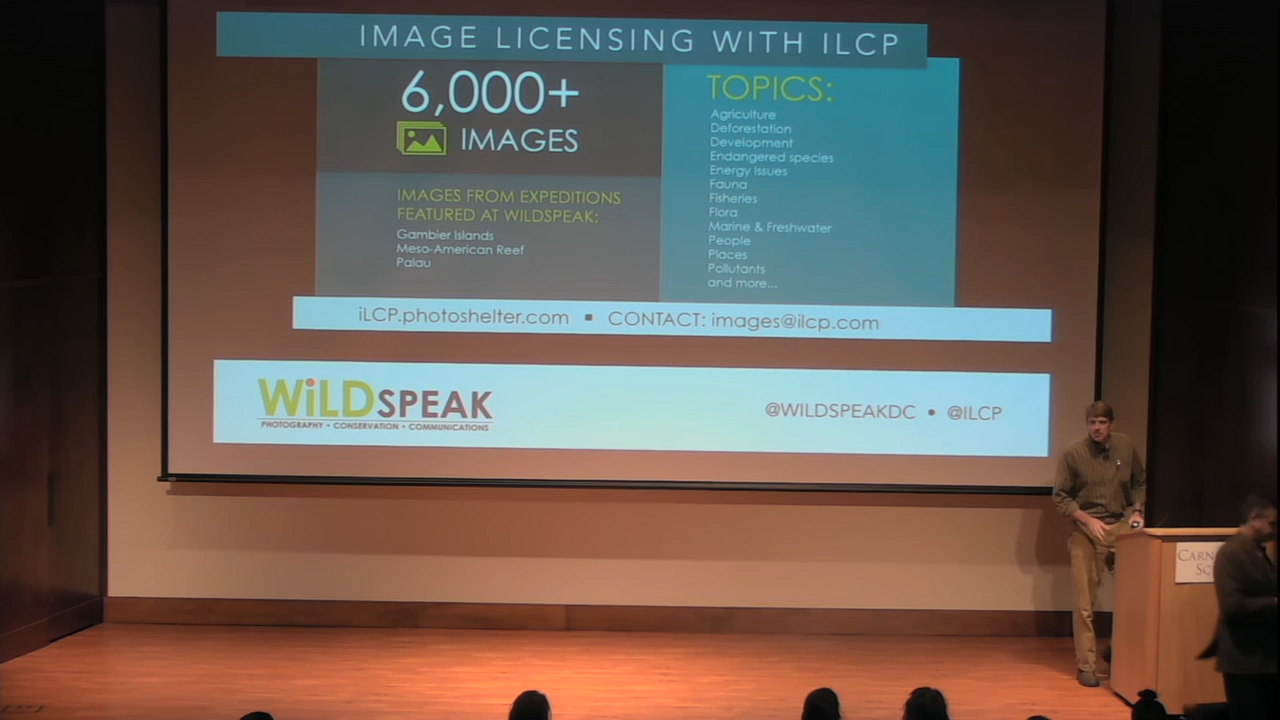 IMAGE LICENSING WITH ILCP
6,000+
IMAGES
IMAGES FROM EXPEDITIONS
FEATURED AT WILDSPEAK:
Gambier Islands
Meso-American Reef
Palau
TOPICS:
Agriculture
Deforestation
Development
Endangered species
Energy Issues
Fauna
Fisheries
Flora
Marine & Freshwater
People
Places
Pollutants
and more...
iLCP.photoshelter.com ▪ CONTACT: images@ilcp.com
WiLDSPEAK
PHOTOGRAPHY • CONSERVATION • COMMUNICATIONS
@WILDSPEAKDC • @ILCP